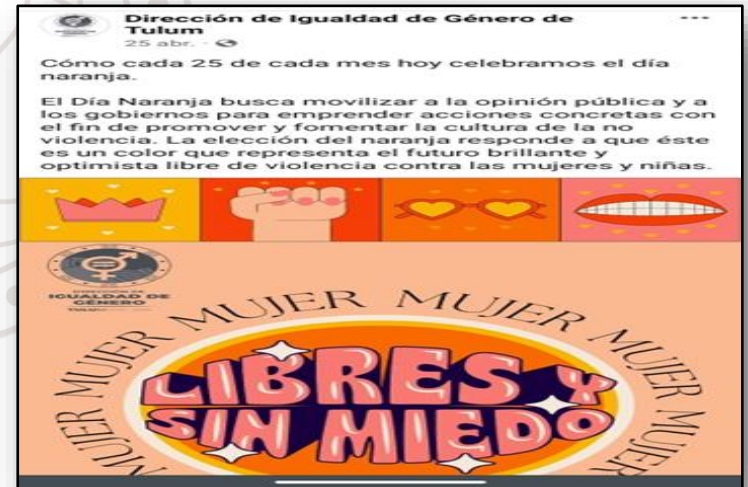 Dirección de Igualdad de Género de
Tulum
25 abr. ·
Cómo cada 25 de cada mes hoy celebramos el día
naranja.
El Día Naranja busca movilizar a la opinión pública y a
los gobiernos para emprender acciones concretas con
el fin de promover y fomentar la cultura de la no
violencia. La elección del naranja responde a que éste
es un color que representa el futuro brillante y
optimista libre de violencia contra las mujeres y niñas.
IGUALDAD DE
GÉNERO
MUJER MUJER MUJER MUJER MUJER MUJER
LIBRES Y
SIN MIEDO